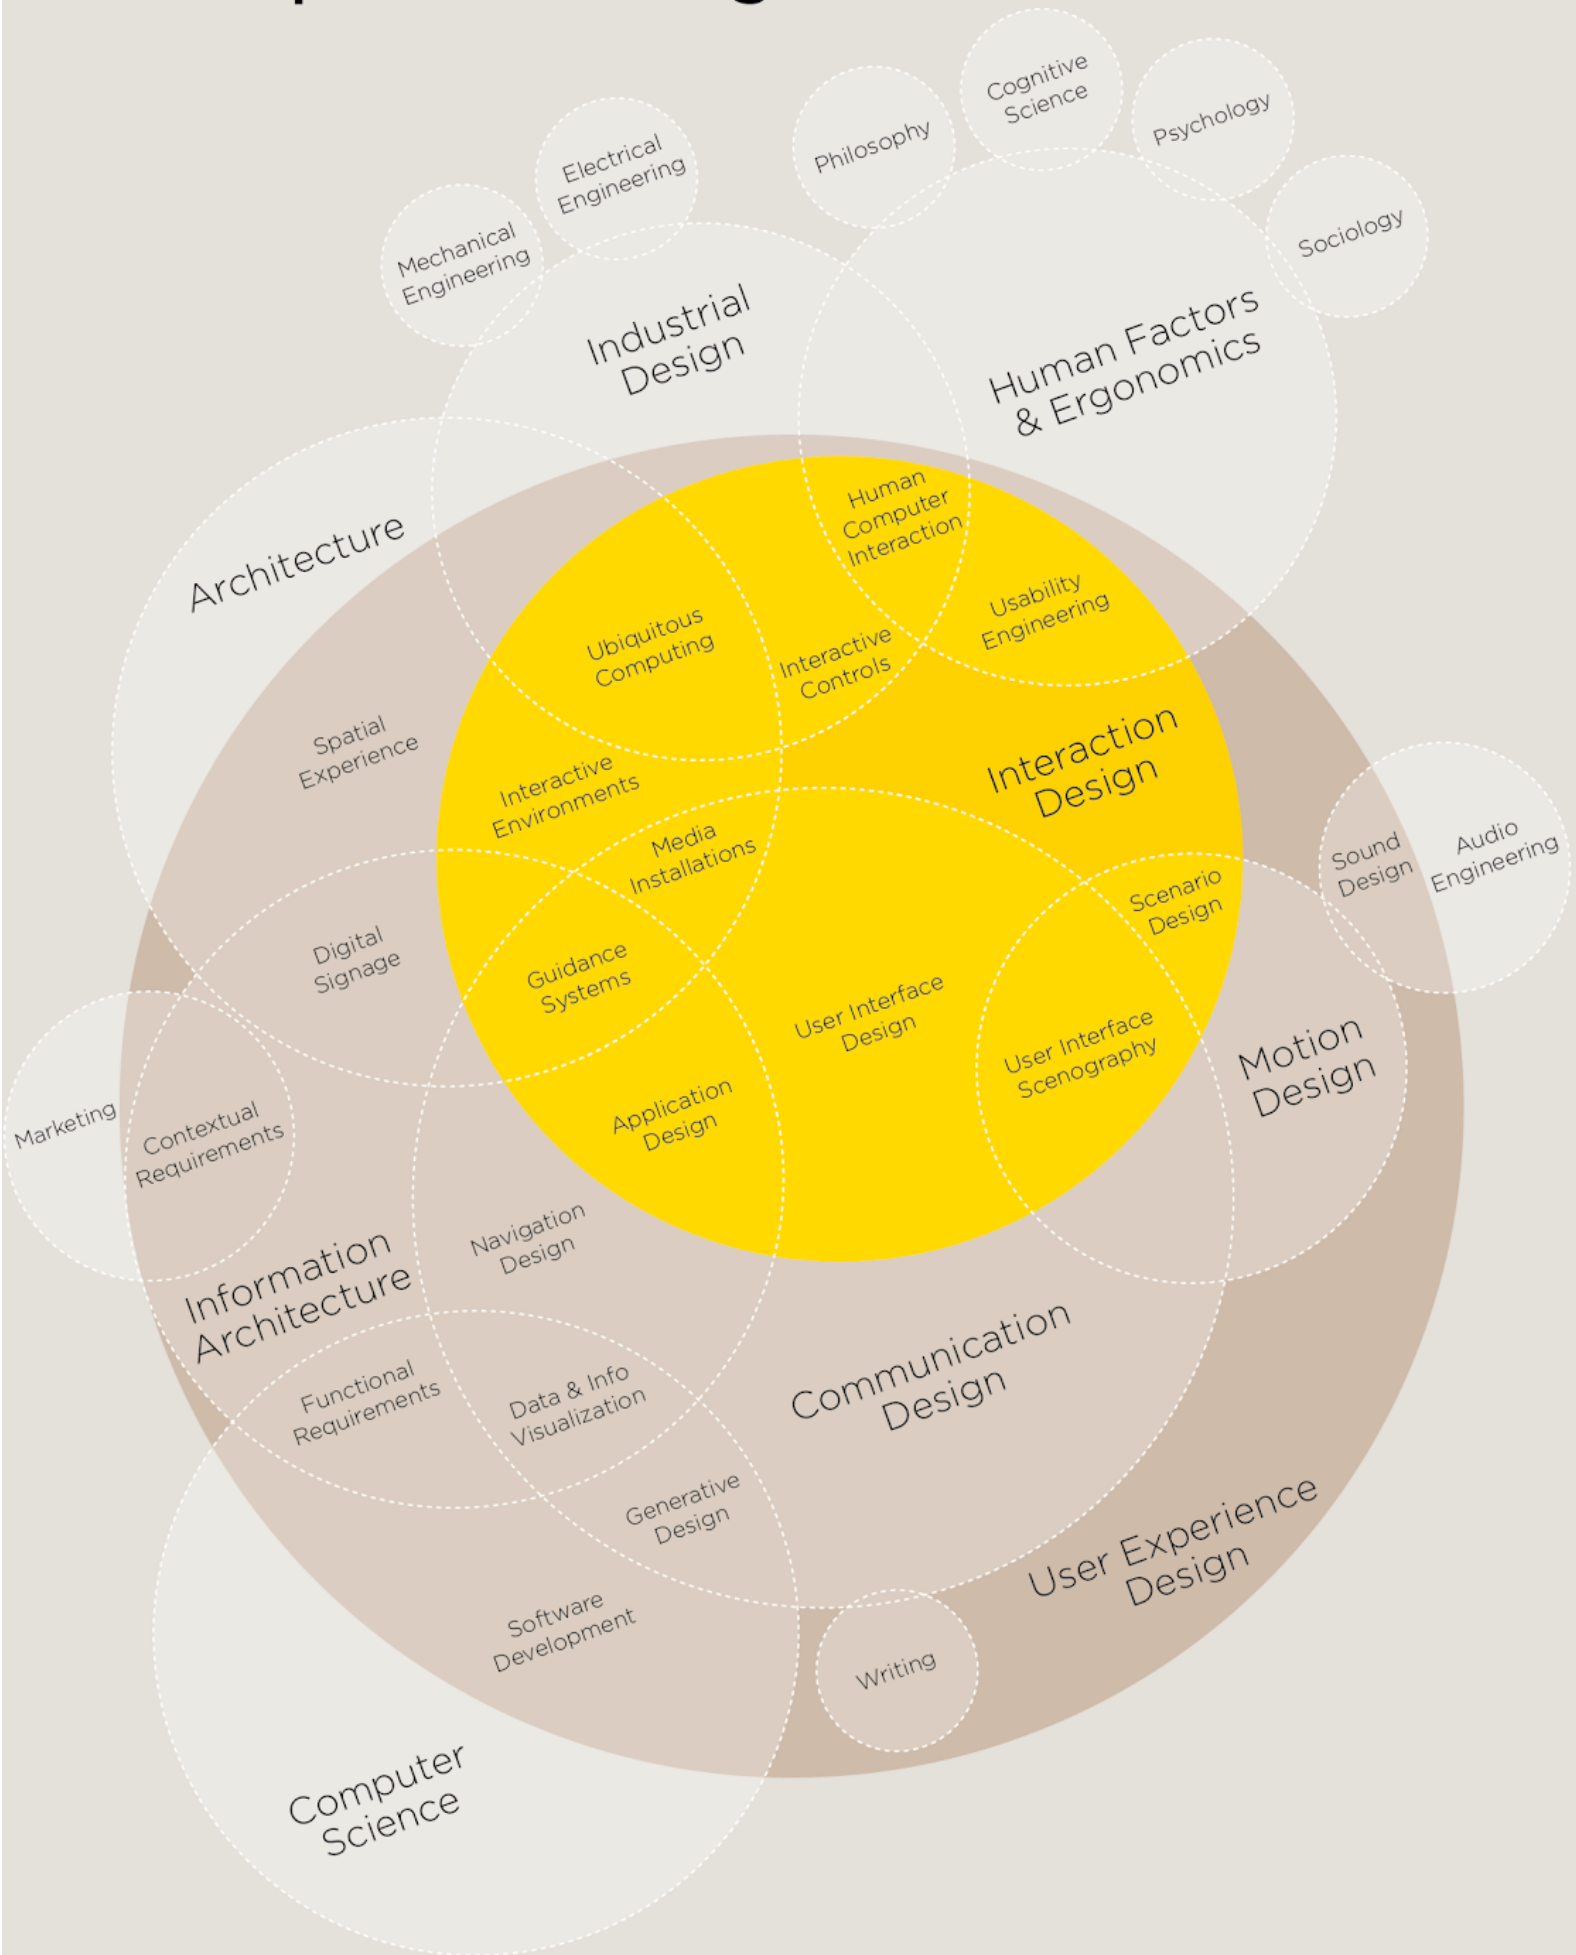 Cognitive
Science
Philosophy
Psychology
Electrical
Engineering
Sociology
Mechanical
Engineering
Industrial
Design
Human Factors
& Ergonomics
Architecture
Human
Computer
Interaction
Usability
Engineering
Ubiquitous
Computing
Interactive
Controls
Spatial
Experience
Interaction
Design
Interactive
Environments
Media
Installations
Sound
Design
Audio
Engineering
Scenario
Design
Digital
Signage
Guidance
Systems
User Interface
Design
User Interface
Scenography
Motion
Design
Marketing
Contextual
Requirements
Application
Design
Navigation
Design
Information
Architecture
Communication
Design
Functional
Requirements
Data & Info
Visualization
Generative
Design
User Experience
Design
Software
Development
Writing
Computer
Science